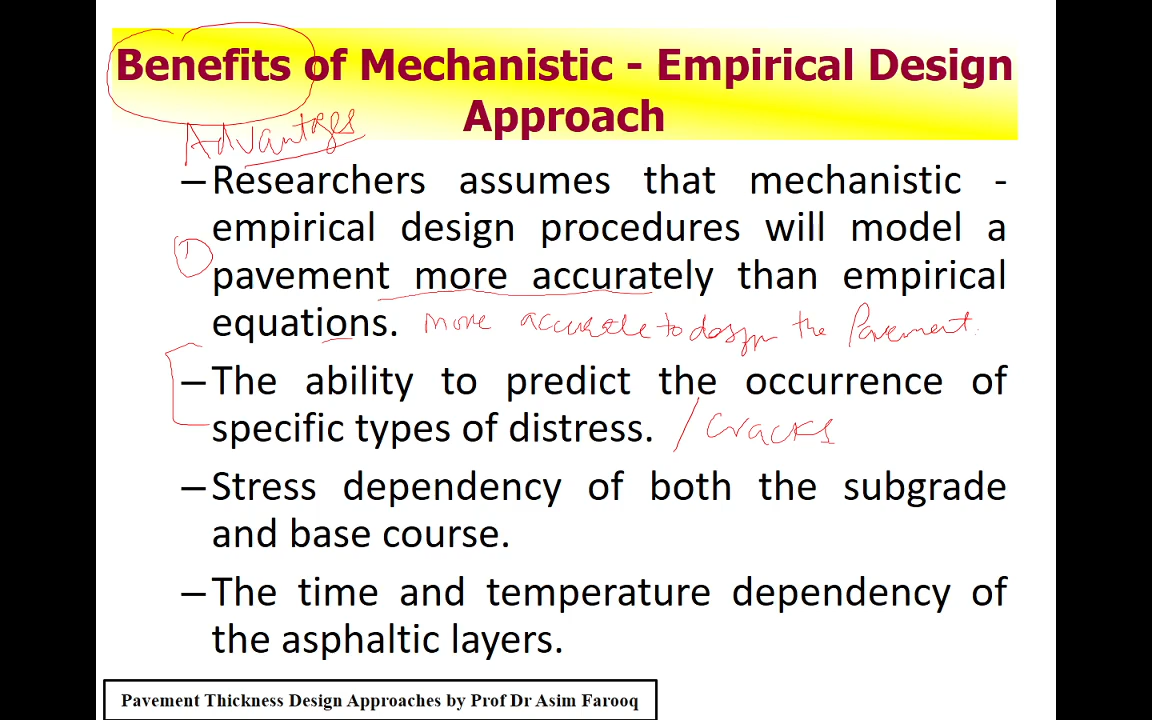 Benefits of Mechanistic - Empirical Design
Approach
Advantages
– Researchers assumes that mechanistic -
empirical design procedures will model a
① pavement more accurately than empirical
equations. more accurate to design the Pavement.
– The ability to predict the occurrence of
specific types of distress. / Cracks
– Stress dependency of both the subgrade
and base course.
– The time and temperature dependency of
the asphaltic layers.
Pavement Thickness Design Approaches by Prof Dr Asim Farooq